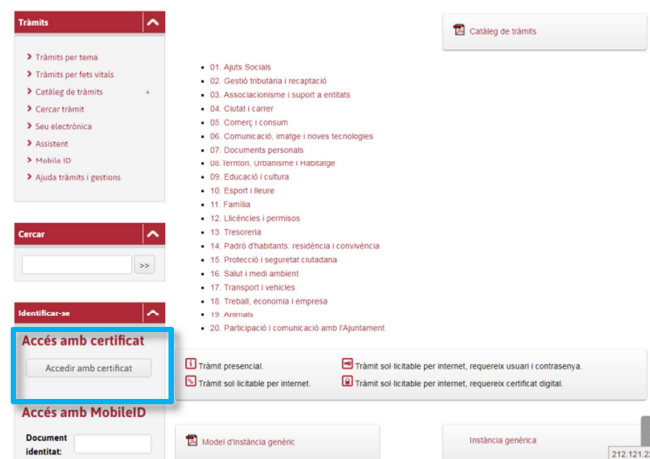 Tràmits
Tràmits per tema
Tràmits per fets vitals
Catàleg de tràmits +
Cercar tràmit
Seu electrònica
Assistent
Mobile ID
Ajuda tràmits i gestions
Cercar
>>
Identificar-se
Accés amb certificat
Accedir amb certificat
Accés amb MobileID
Document
identitat:
Catàleg de tràmits
01. Ajuts Socials
02. Gestió tributària i recaptació
03. Associacionisme i suport a entitats
04. Ciutat i carrer
05. Comerç i consum
06. Comunicació, imatge i noves tecnologies
07. Documents personals
08. Territori, Urbanisme i Habitatge
09. Educació i cultura
10. Esport i lleure
11. Família
12. Llicències i permisos
13. Tresoreria
14. Padró d'habitants: residència i convivència
15. Protecció i seguretat ciutadana
16. Salut i medi ambient
17. Transport i vehicles
18. Treball, economia i empresa
19. Animals
20. Participació i comunicació amb l'Ajuntament
Tràmit presencial.
Tràmit sol·licitable per internet, requereix usuari i contrasenya.
Tràmit sol·licitable per internet.
Tràmit sol·licitable per internet, requereix certificat digital.
Model d'instància genèric
Instància genèrica